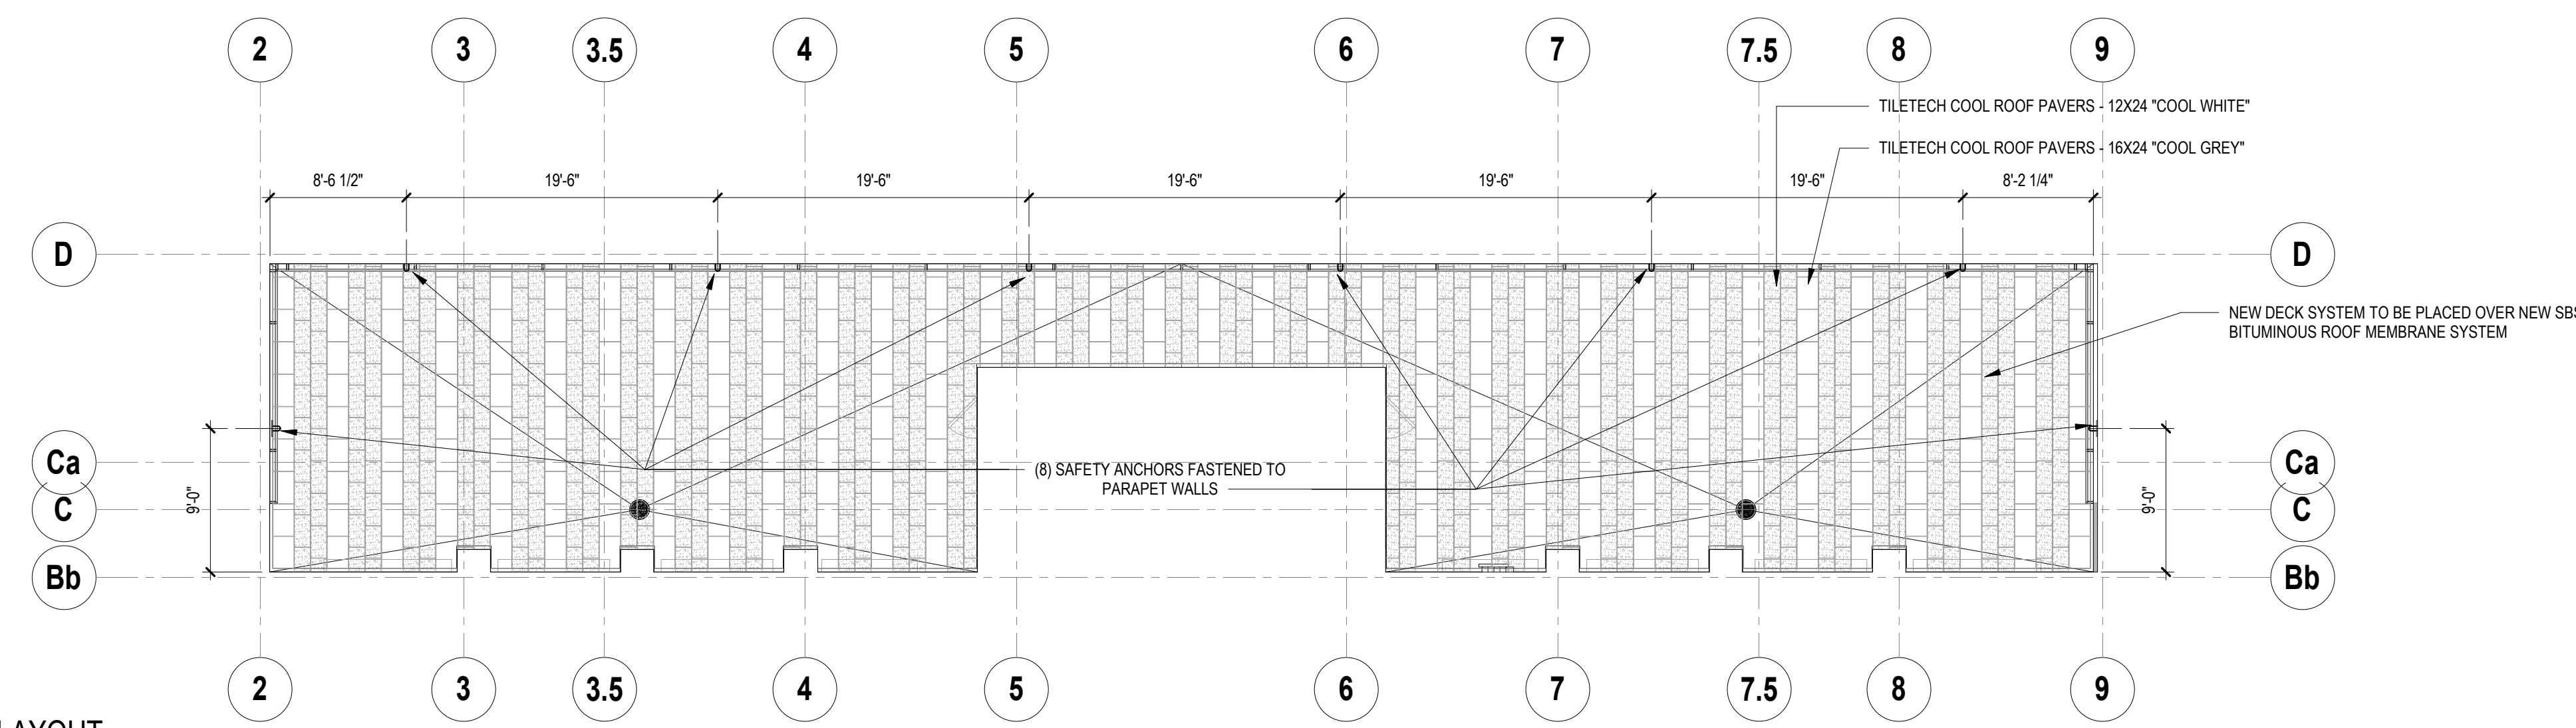 2 3 3.5 4 5 6 7 7.5 8 9
TILETECH COOL ROOF PAVERS - 12X24 "COOL WHITE"
TILETECH COOL ROOF PAVERS - 16X24 "COOL GREY"
8'-6 1/2" 19'-6" 19'-6" 19'-6" 19'-6" 19'-6" 8'-2 1/4"
D D
NEW DECK SYSTEM TO BE PLACED OVER NEW SBS
BITUMINOUS ROOF MEMBRANE SYSTEM
Ca Ca
(8) SAFETY ANCHORS FASTENED TO
PARAPET WALLS
9'-0" 9'-0"
C C
Bb Bb
2 3 3.5 4 5 6 7 7.5 8 9
LAYOUT